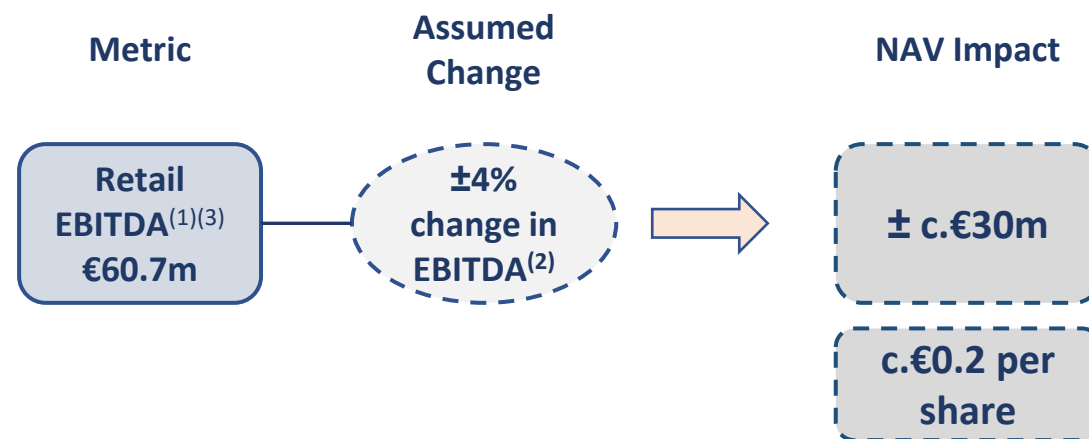 Metric
Assumed
Change
NAV Impact
Retail
EBITDA(1)(3)
€60.7m
±4%
change in
EBITDA(2)
± c.€30m
c.€0.2 per
share